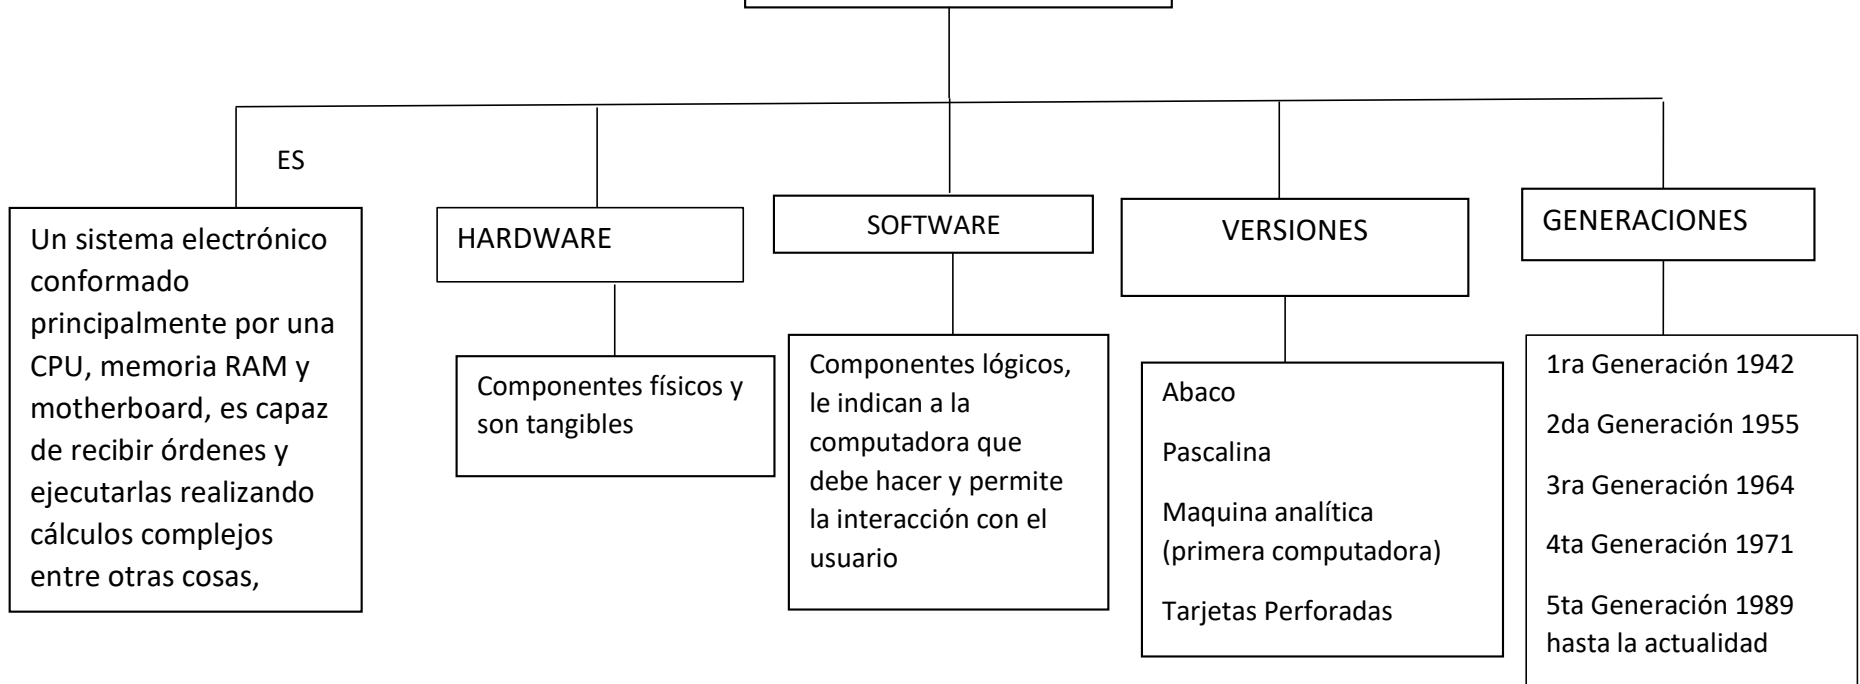 ES
Un sistema electrónico
conformado
principalmente por una
CPU, memoria RAM y
motherboard, es capaz
de recibir órdenes y
ejecutarlas realizando
cálculos complejos
entre otras cosas,
HARDWARE
Componentes físicos y
son tangibles
SOFTWARE
Componentes lógicos,
le indican a la
computadora que
debe hacer y permite
la interacción con el
usuario
VERSIONES
Abaco
Pascalina
Maquina analítica
(primera computadora)
Tarjetas Perforadas
GENERACIONES
1ra Generación 1942
2da Generación 1955
3ra Generación 1964
4ta Generación 1971
5ta Generación 1989
hasta la actualidad